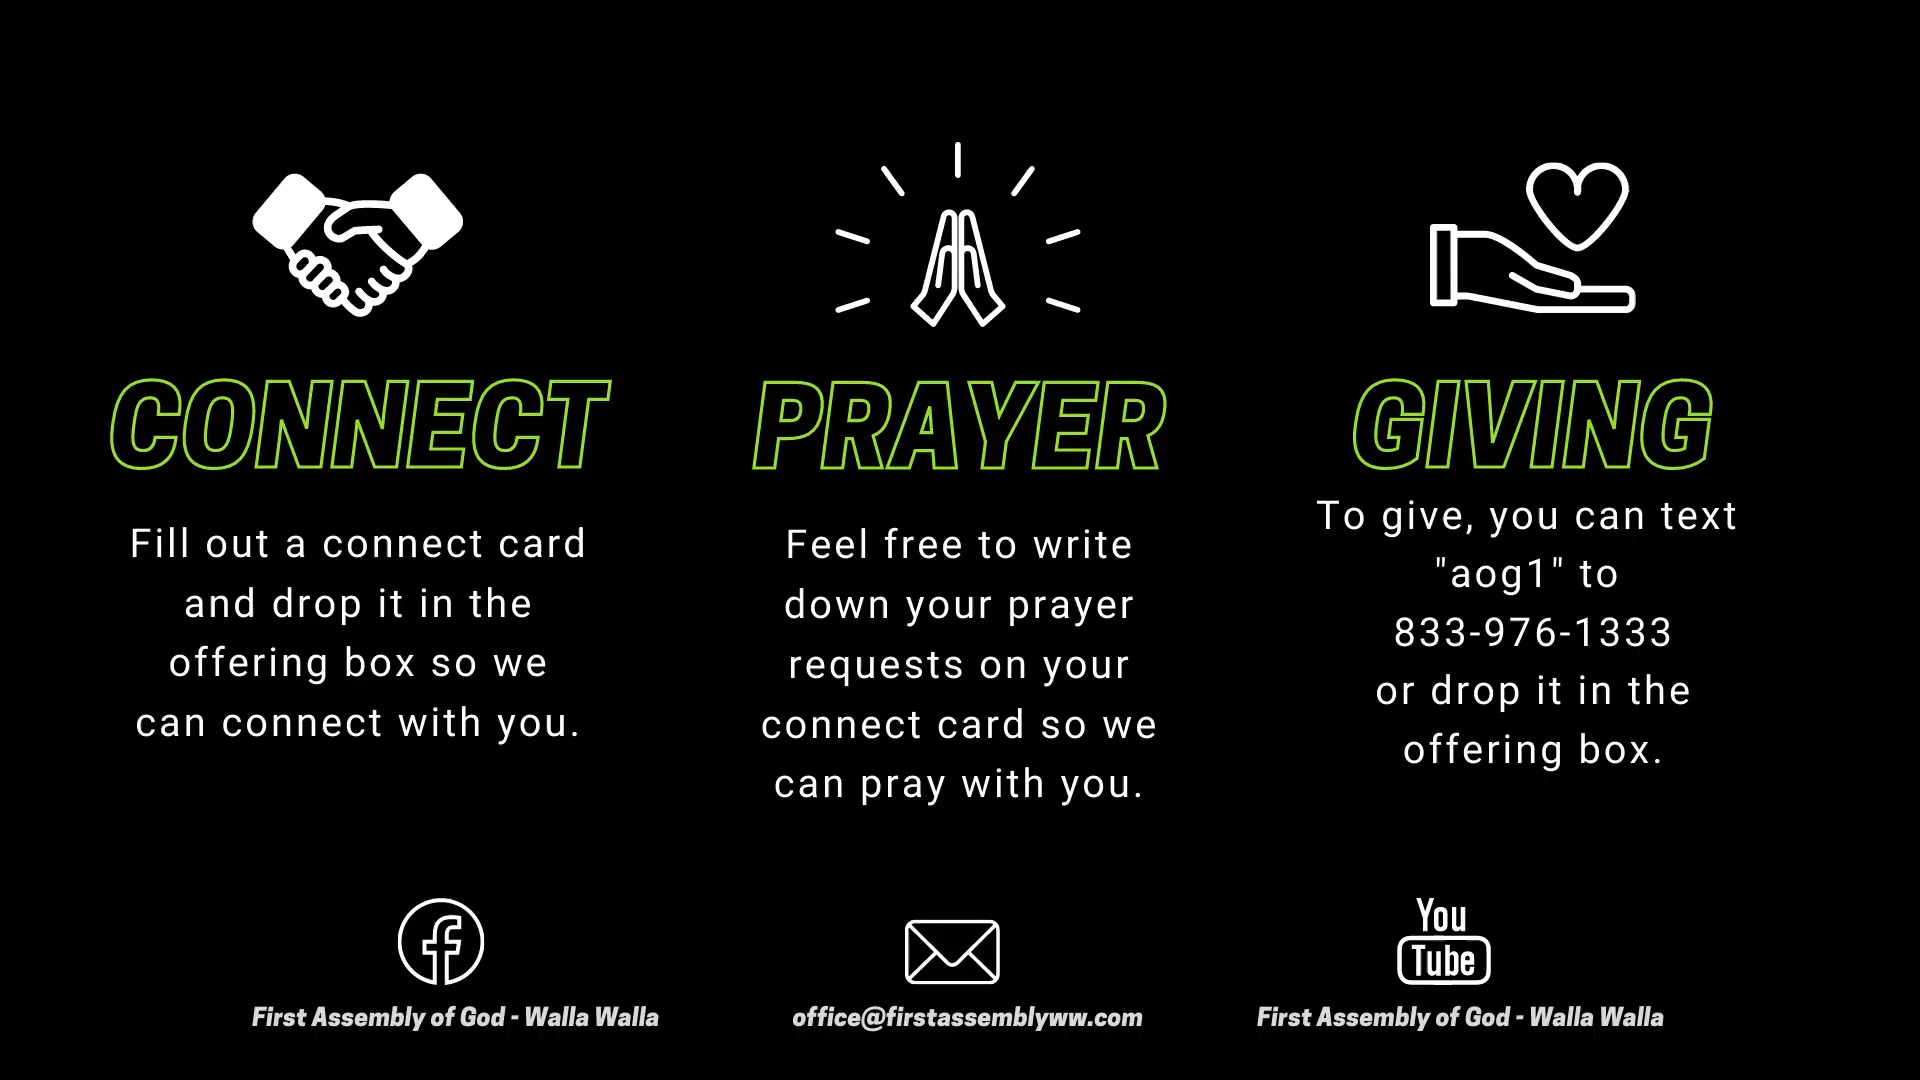 CONNECT
Fill out a connect card
and drop it in the
offering box so we
can connect with you.
PRAYER
Feel free to write
down your prayer
requests on your
connect card so we
can pray with you.
GIVING
To give, you can text
"aog1" to
833-976-1333
or drop it in the
offering box.
First Assembly of God - Walla Walla
office@firstassemblyww.com
You
Tube
First Assembly of God - Walla Walla